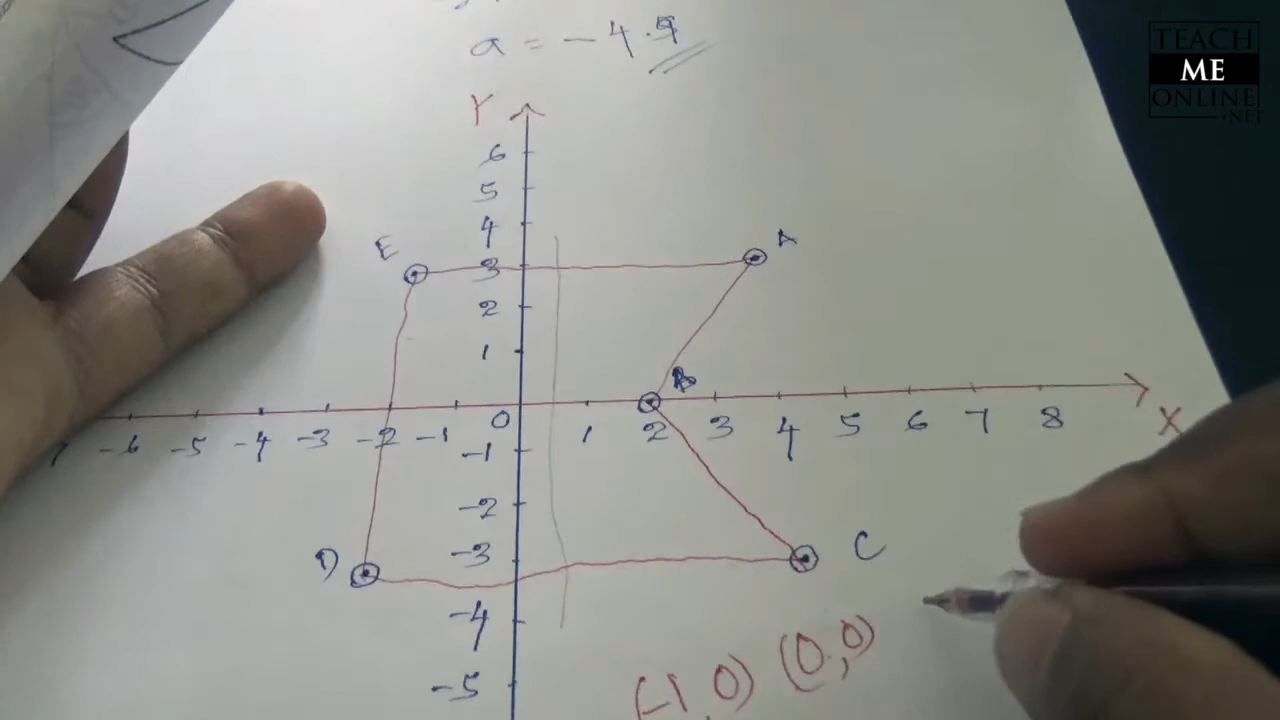 a = -4.5
TEACH
ME
ONLINE
.NET
Y
6
5
E 4 A
3
2
1 B
-6 -5 -4 -3 -2 -1 0 1 2 3 4 5 6 7 8 X
-1
-2
D -3 C
-4
(-1,0) (0,0)
-5